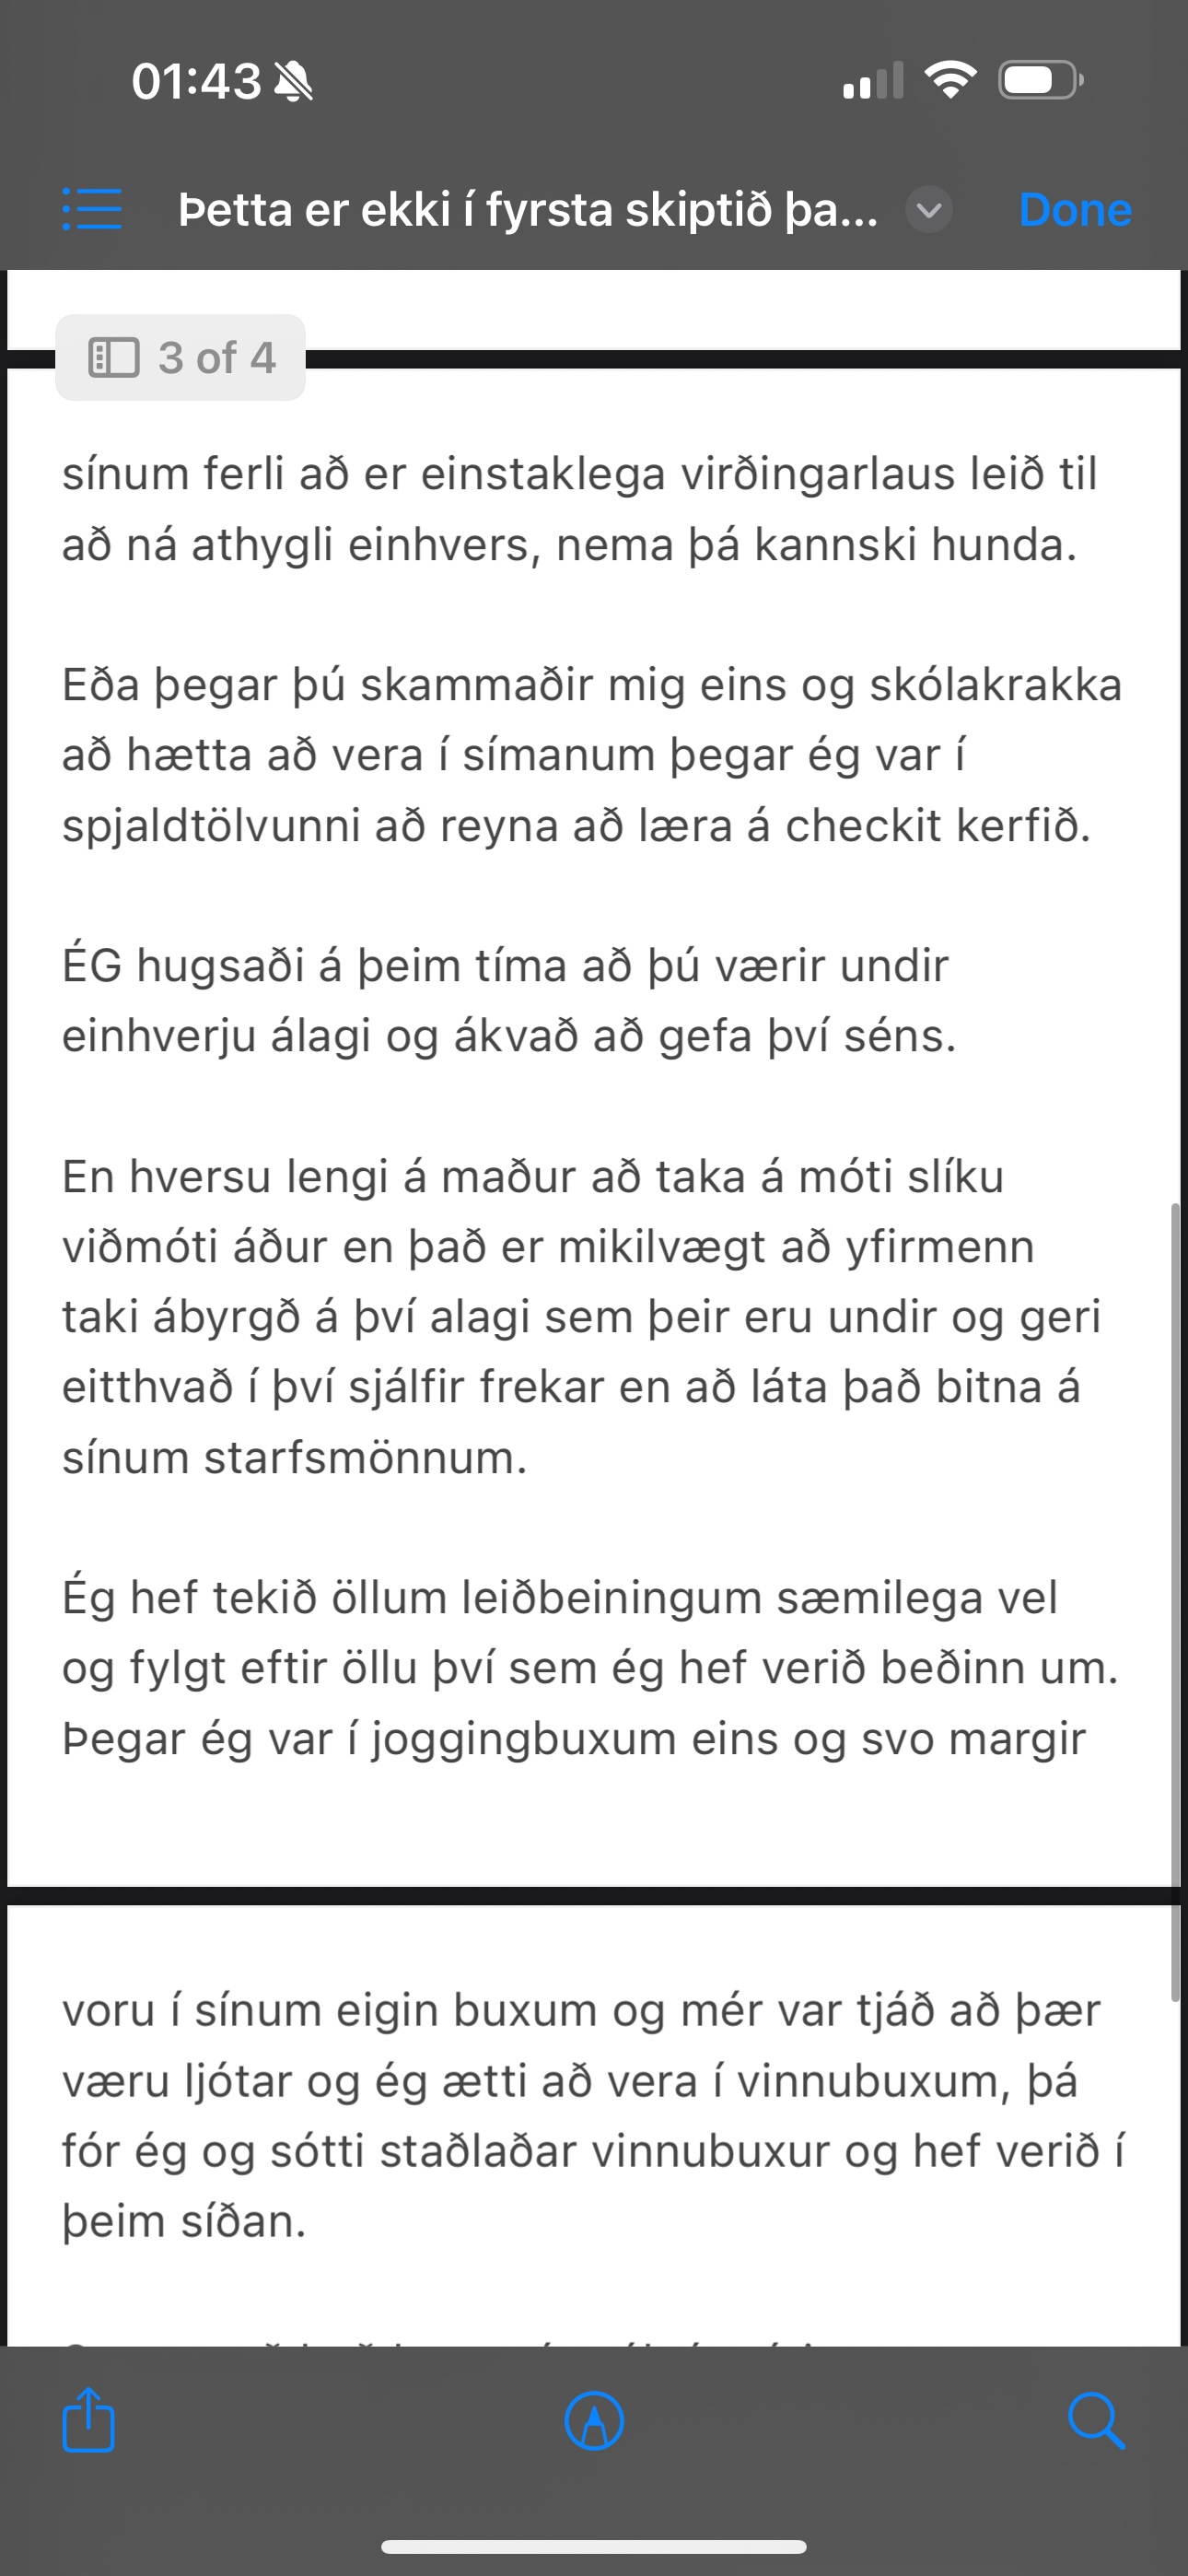 01:43
Þetta er ekki í fyrsta skiptið þa...
Done
3 of 4
sínum ferli að er einstaklega virðingarlaus leið til
að ná athygli einhvers, nema þá kannski hunda.
Eða þegar þú skammaðir mig eins og skólakrakka
að hætta að vera í símanum þegar ég var í
spjaldtölvunni að reyna að læra á checkit kerfið.
ÉG hugsaði á þeim tíma að þú værir undir
einhverju álagi og ákvað að gefa því séns.
En hversu lengi á maður að taka á móti slíku
viðmóti áður en það er mikilvægt að yfirmenn
taki ábyrgð á því alagi sem þeir eru undir og geri
eitthvað í því sjálfir frekar en að láta það bitna á
sínum starfsmönnum.
Ég hef tekið öllum leiðbeiningum sæmilega vel
og fylgt eftir öllu því sem ég hef verið beðinn um.
Þegar ég var í joggingbuxum eins og svo margir
voru í sínum eigin buxum og mér var tjáð að þær
væru ljótar og ég ætti að vera í vinnubuxum, þá
fór ég og sótti staðlaðar vinnubuxur og hef verið í
þeim síðan.